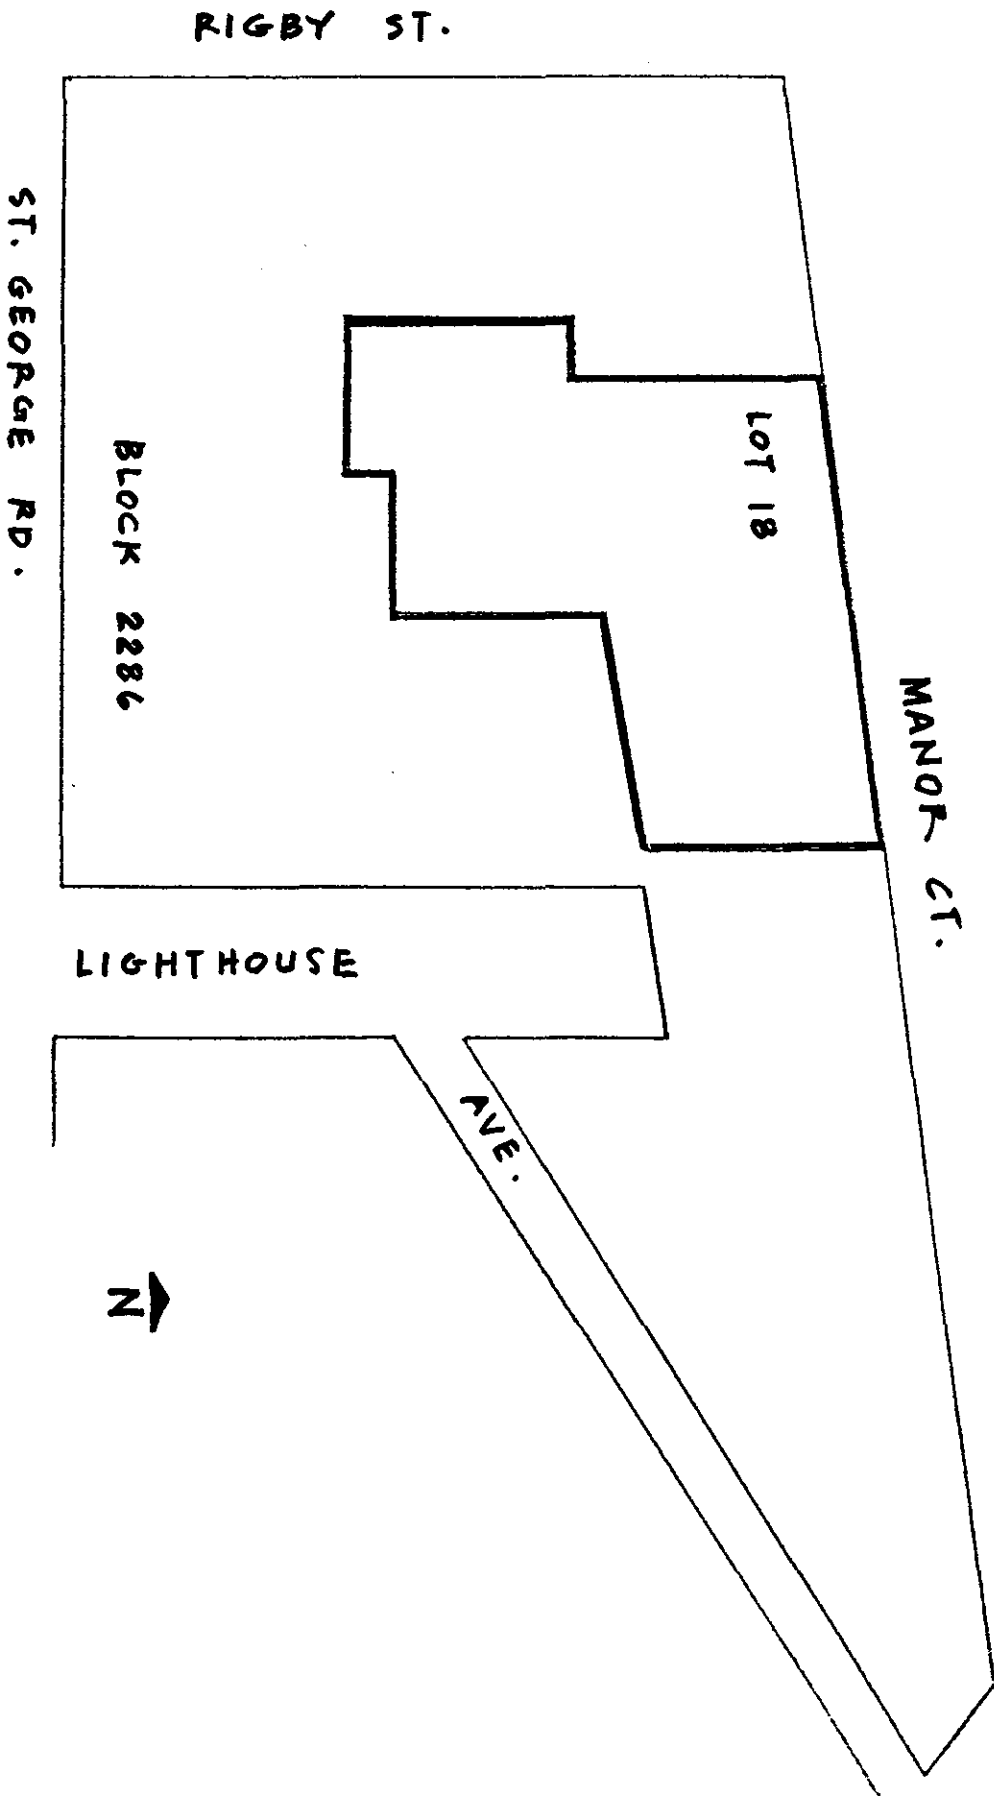 RIGBY ST.
ST. GEORGE RD.
BLOCK 2286
LOT 18
MANOR CT.
LIGHTHOUSE
AVE.
N